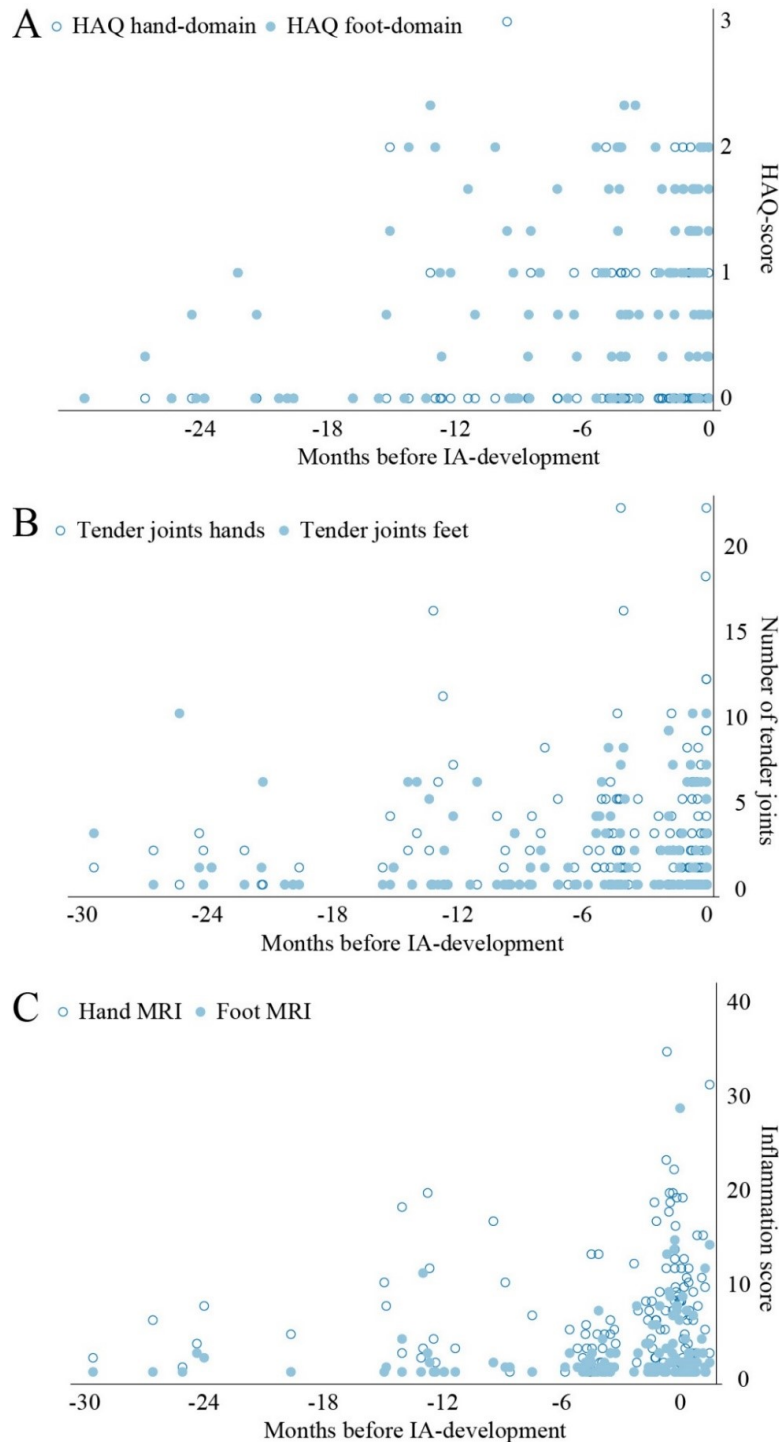 A HAQ hand-domain HAQ foot-domain
3
2
1
0
HAQ-score
-24 -18 -12 -6 0
Months before IA-development
B Tender joints hands Tender joints feet
20
15
10
5
0
Number of tender joints
-30 -24 -18 -12 -6 0
Months before IA-development
C Hand MRI Foot MRI
40
30
20
10
0
Inflammation score
-30 -24 -18 -12 -6 0
Months before IA-development